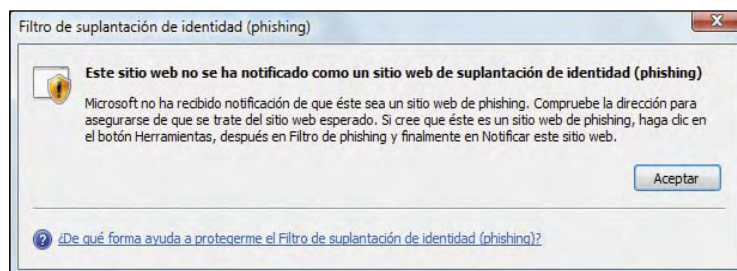 Filtro de suplantación de identidad (phishing)
Este sitio web no se ha notificado como un sitio web de suplantación de identidad (phishing)
Microsoft no ha recibido notificación de que éste sea un sitio web de phishing. Compruebe la dirección para
asegurarse de que se trate del sitio web esperado. Si cree que éste es un sitio web de phishing, haga clic en
el botón Herramientas, después en Filtro de phishing y finalmente en Notificar este sitio web.
Aceptar
¿De qué forma ayuda a protegerme el Filtro de suplantación de identidad (phishing)?